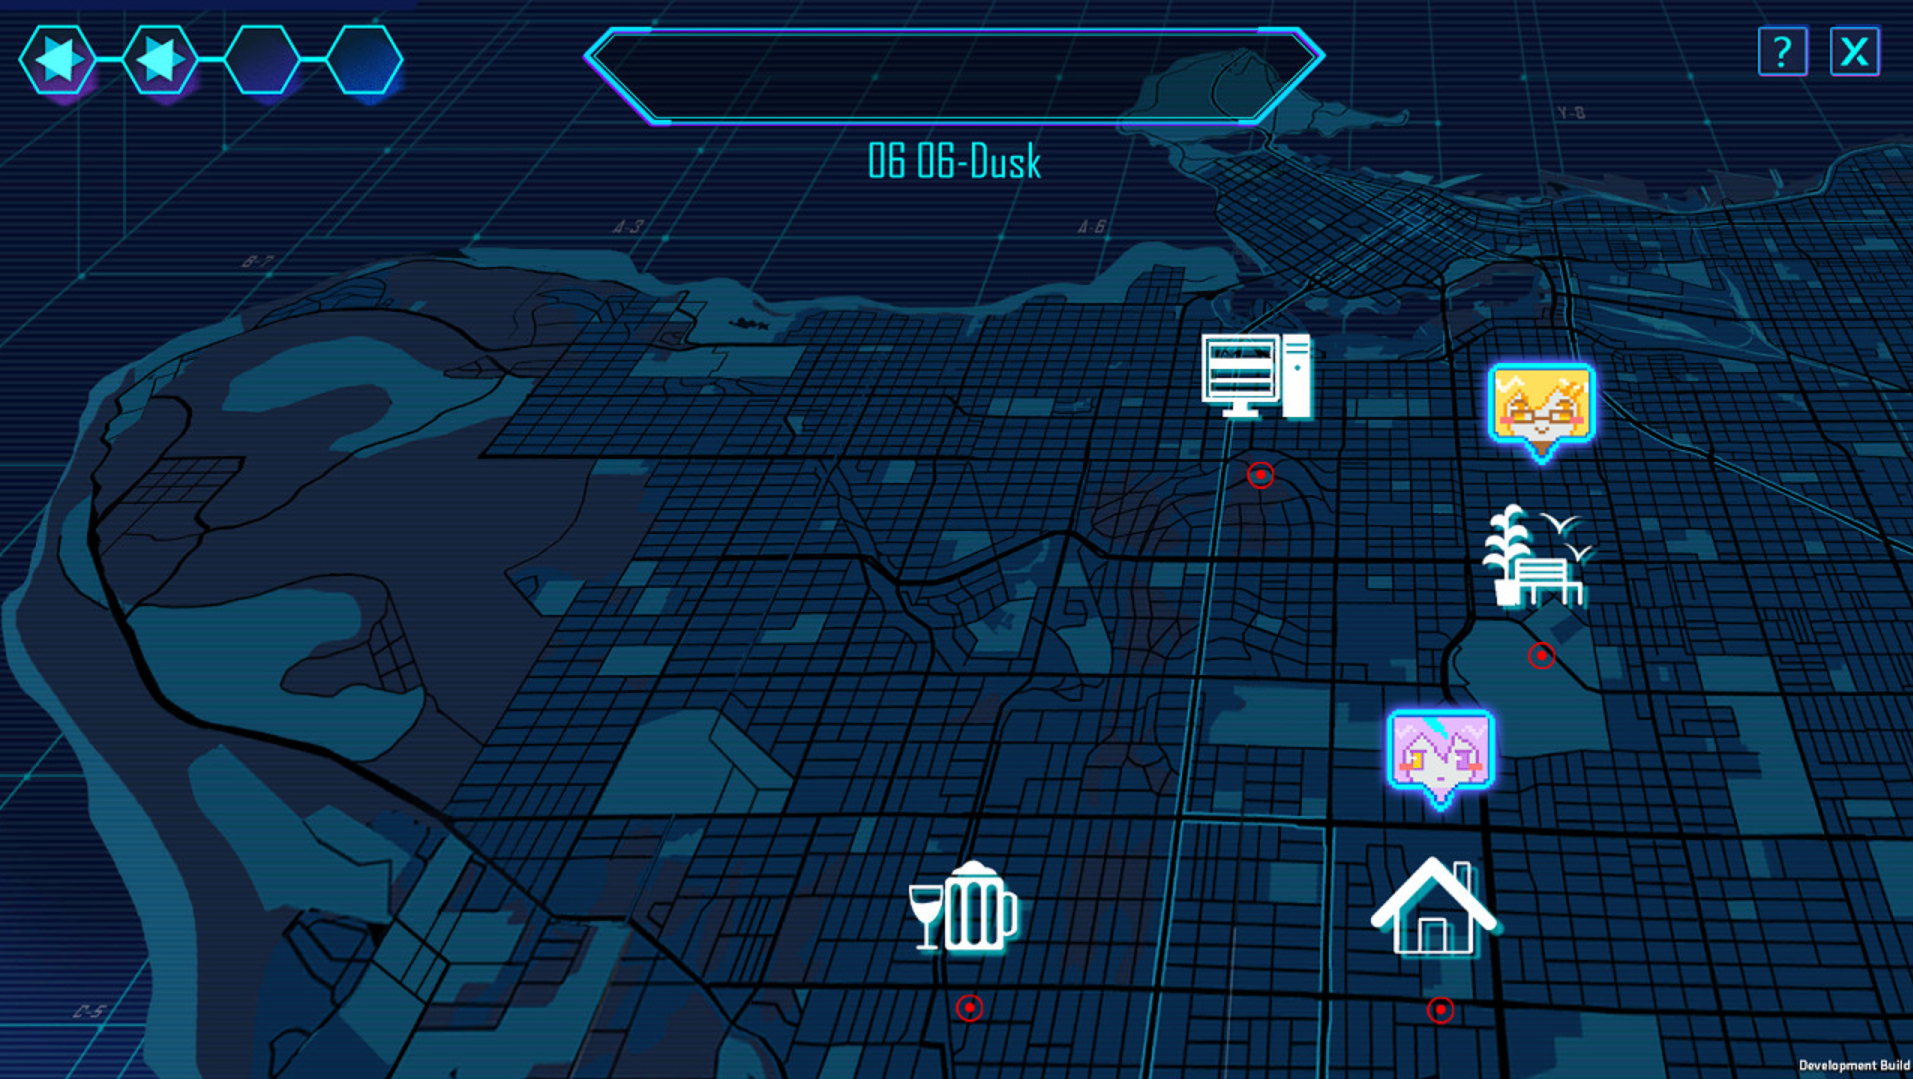 ? X
Y-8
06 06-Dusk
A-3
A-6
B-7
C-5
Development Build